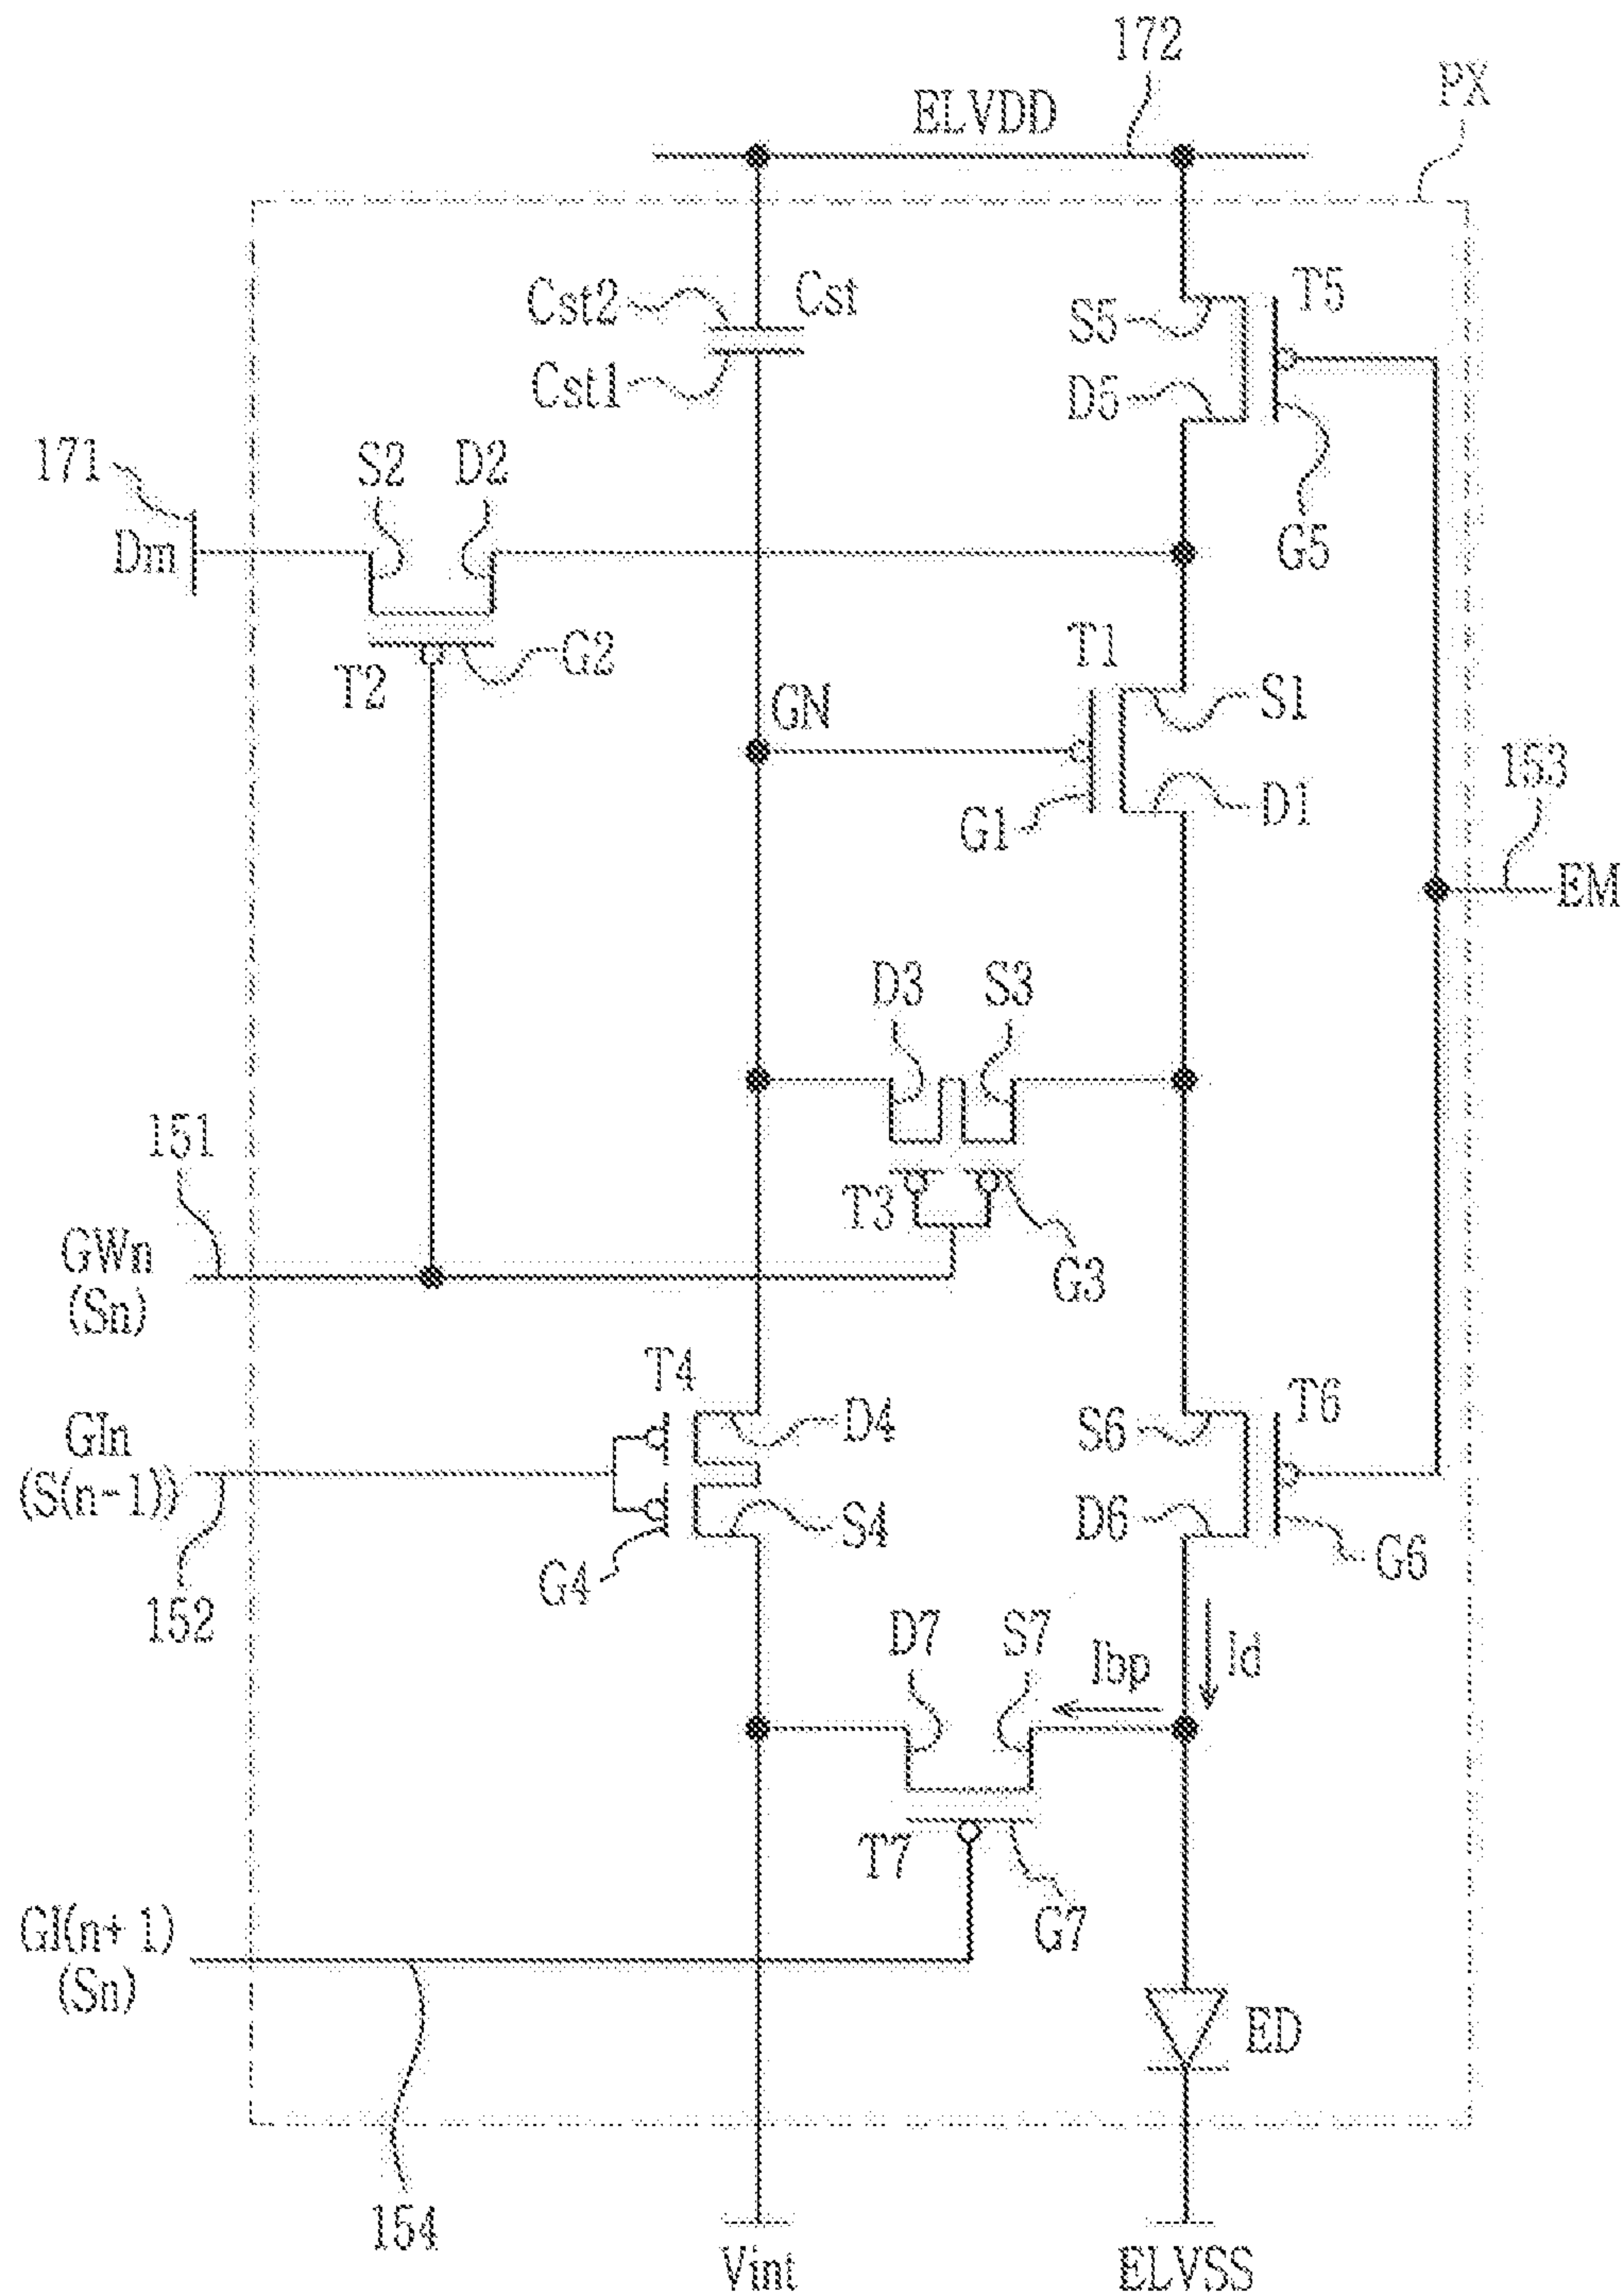 172
PX
ELVDD
Cst2
Cst
T5
S5
Cst1
D5
171
S2
D2
Dm
G5
T1
G2
T2
S1
GN
153
G1
D1
EM
D3
S3
151
T3
GWn
G3
(Sn)
T4
T6
GIn
D4
S6
(S(n-1))
S4
D6
G4
G6
152
D7
S7
Ibp
Id
T7
GI(n+1)
G7
(Sn)
ED
154
Vint
ELVSS